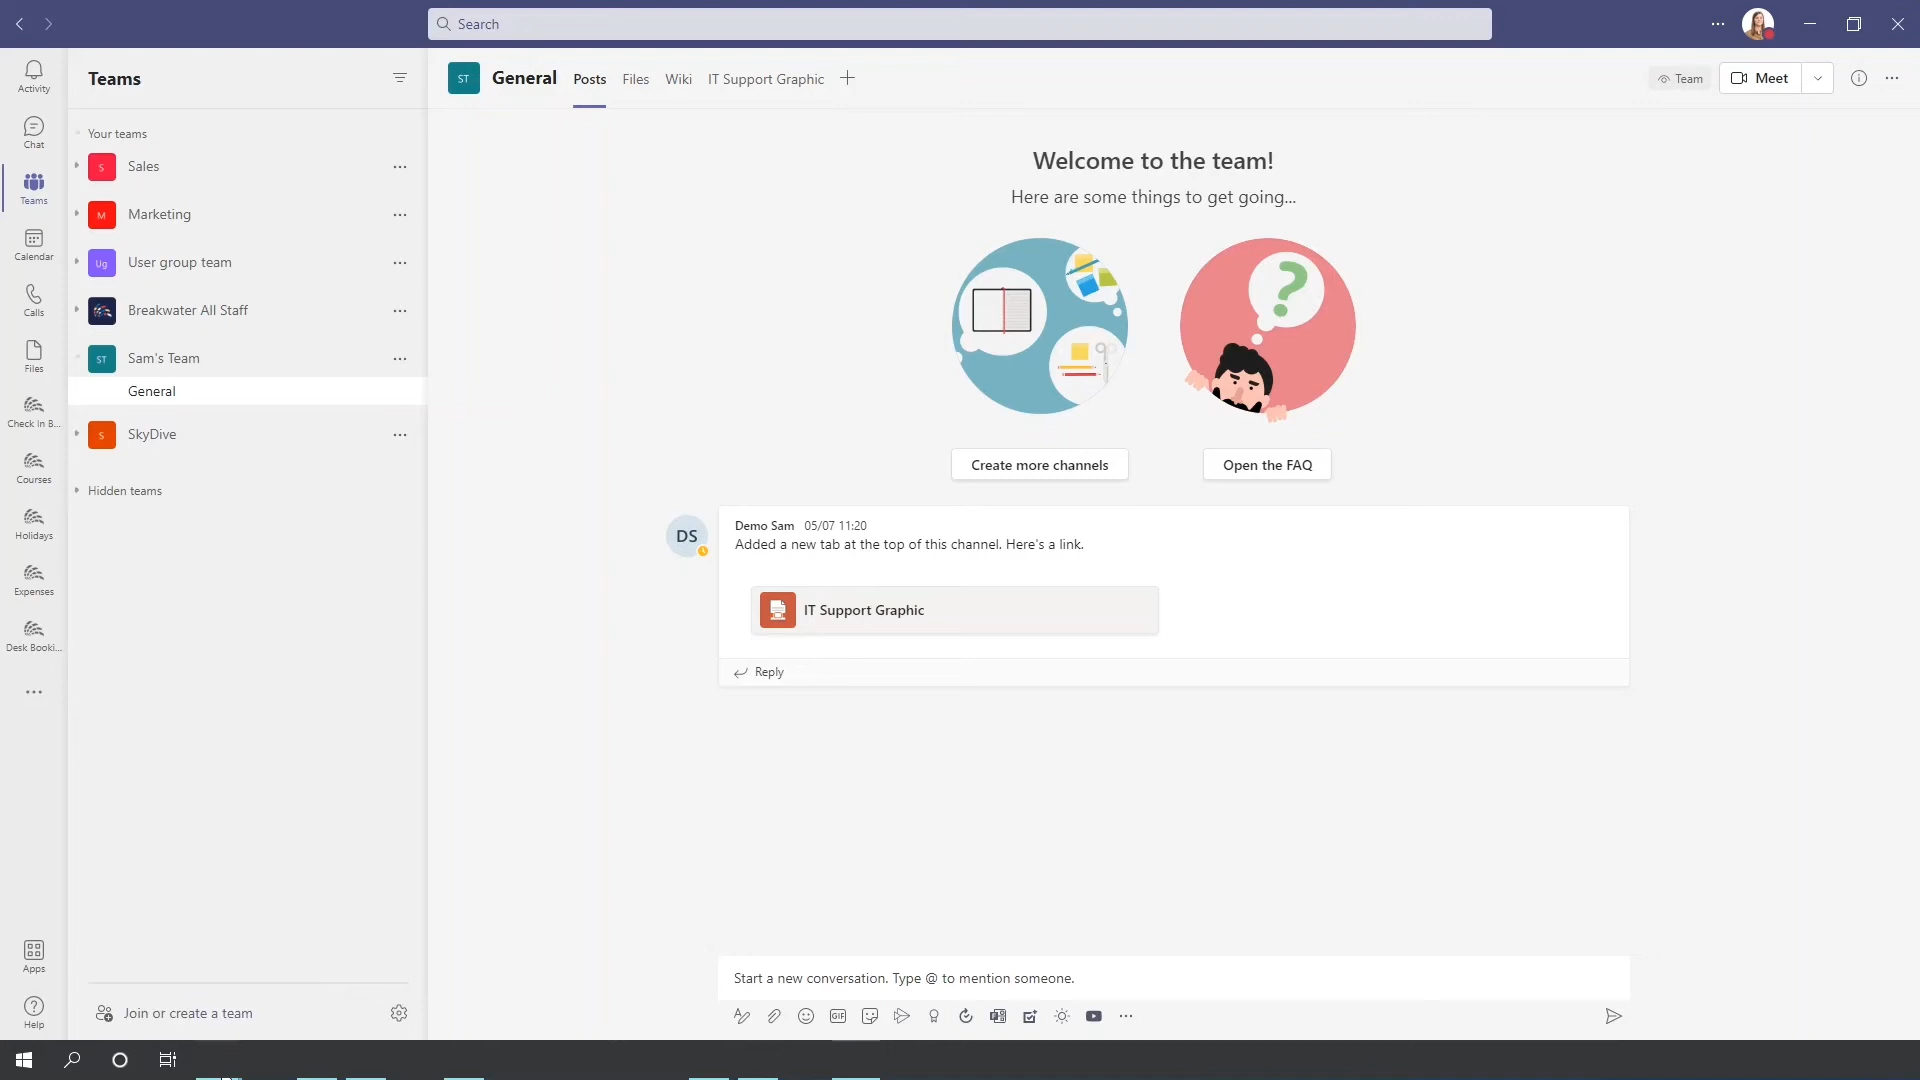 Search
Activity
Chat
Teams
Calendar
Calls
Files
Check In B...
Courses
Holidays
Expenses
Desk Booki...
Apps
Help
Teams
Your teams
S Sales
M Marketing
Ug User group team
Breakwater All Staff
ST Sam's Team
General
S SkyDive
Hidden teams
Join or create a team
ST General Posts Files Wiki IT Support Graphic
Team Meet
Welcome to the team!
Here are some things to get going...
?
Create more channels Open the FAQ
DS
Demo Sam 05/07 11:20
Added a new tab at the top of this channel. Here's a link.
IT Support Graphic
Reply
Start a new conversation. Type @ to mention someone.
GIF